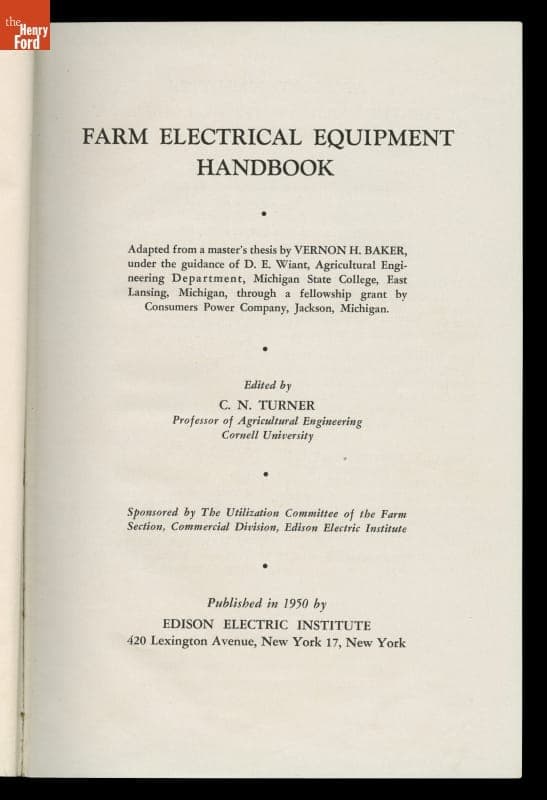 the
Henry
Ford
FARM ELECTRICAL EQUIPMENT
HANDBOOK
Adapted from a master's thesis by VERNON H. BAKER,
under the guidance of D. E. Wiant, Agricultural Engi-
neering Department, Michigan State College, East
Lansing, Michigan, through a fellowship grant by
Consumers Power Company, Jackson, Michigan.
Edited by
C. N. TURNER
Professor of Agricultural Engineering
Cornell University
Sponsored by The Utilization Committee of the Farm
Section, Commercial Division, Edison Electric Institute
Published in 1950 by
EDISON ELECTRIC INSTITUTE
420 Lexington Avenue, New York 17, New York